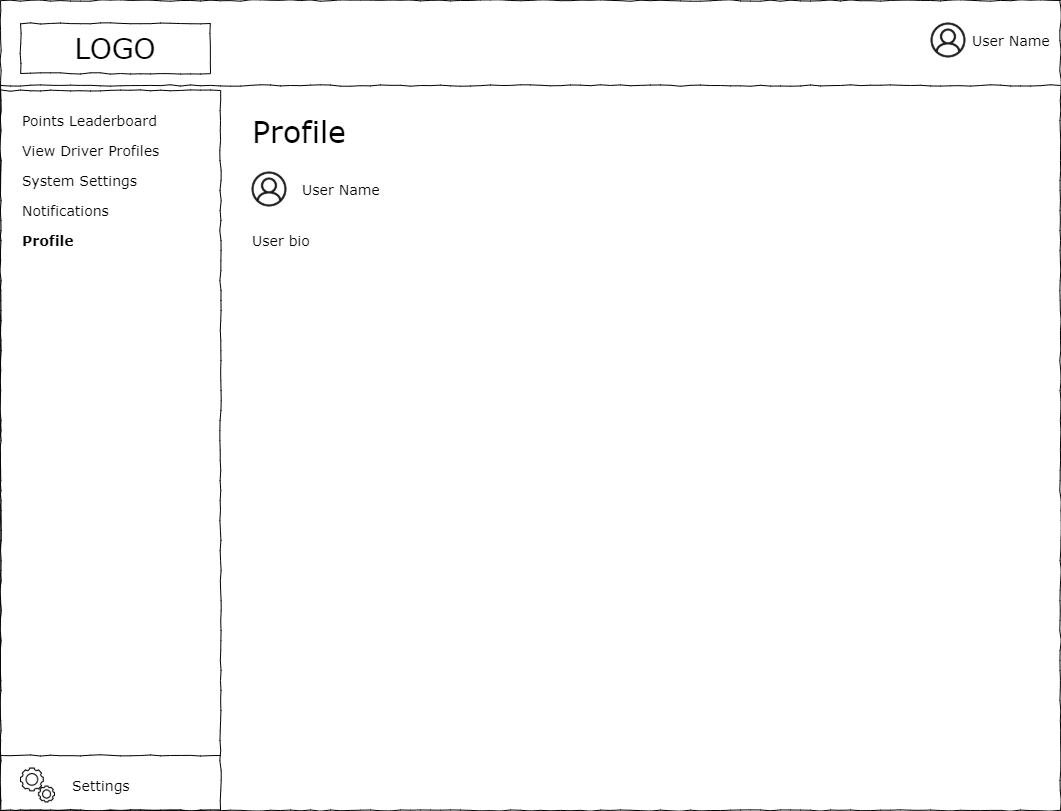 LOGO
User Name
Points Leaderboard
View Driver Profiles
System Settings
Notifications
Profile
Profile
User Name
User bio
Settings